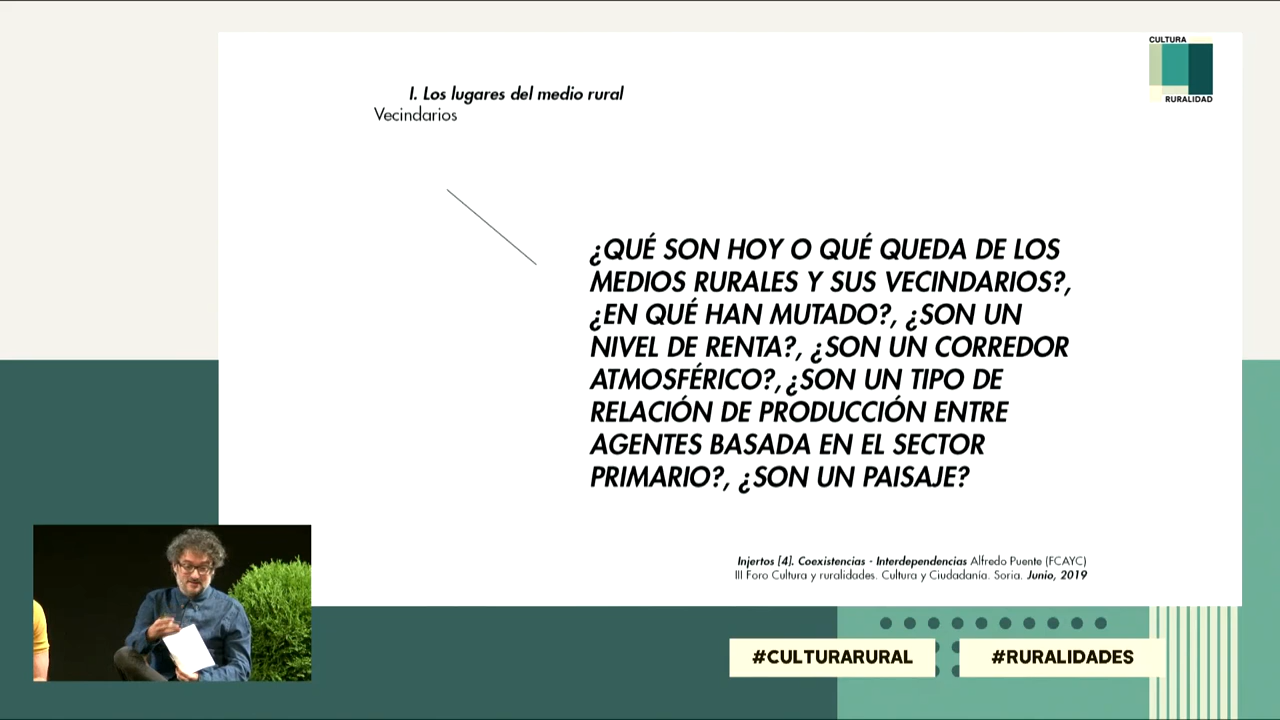 CULTURA
RURALIDAD
I. Los lugares del medio rural
Vecindarios
¿QUÉ SON HOY O QUÉ QUEDA DE LOS
MEDIOS RURALES Y SUS VECINDARIOS?,
¿EN QUÉ HAN MUTADO?, ¿SON UN
NIVEL DE RENTA?, ¿SON UN CORREDOR
ATMOSFÉRICO?, ¿SON UN TIPO DE
RELACIÓN DE PRODUCCIÓN ENTRE
AGENTES BASADA EN EL SECTOR
PRIMARIO?, ¿SON UN PAISAJE?
Injertos [4]. Coexistencias - Interdependencias Alfredo Puente (FCAYC)
III Foro Cultura y ruralidades. Cultura y Ciudadanía. Soria. Junio, 2019
#CULTURARURAL
#RURALIDADES